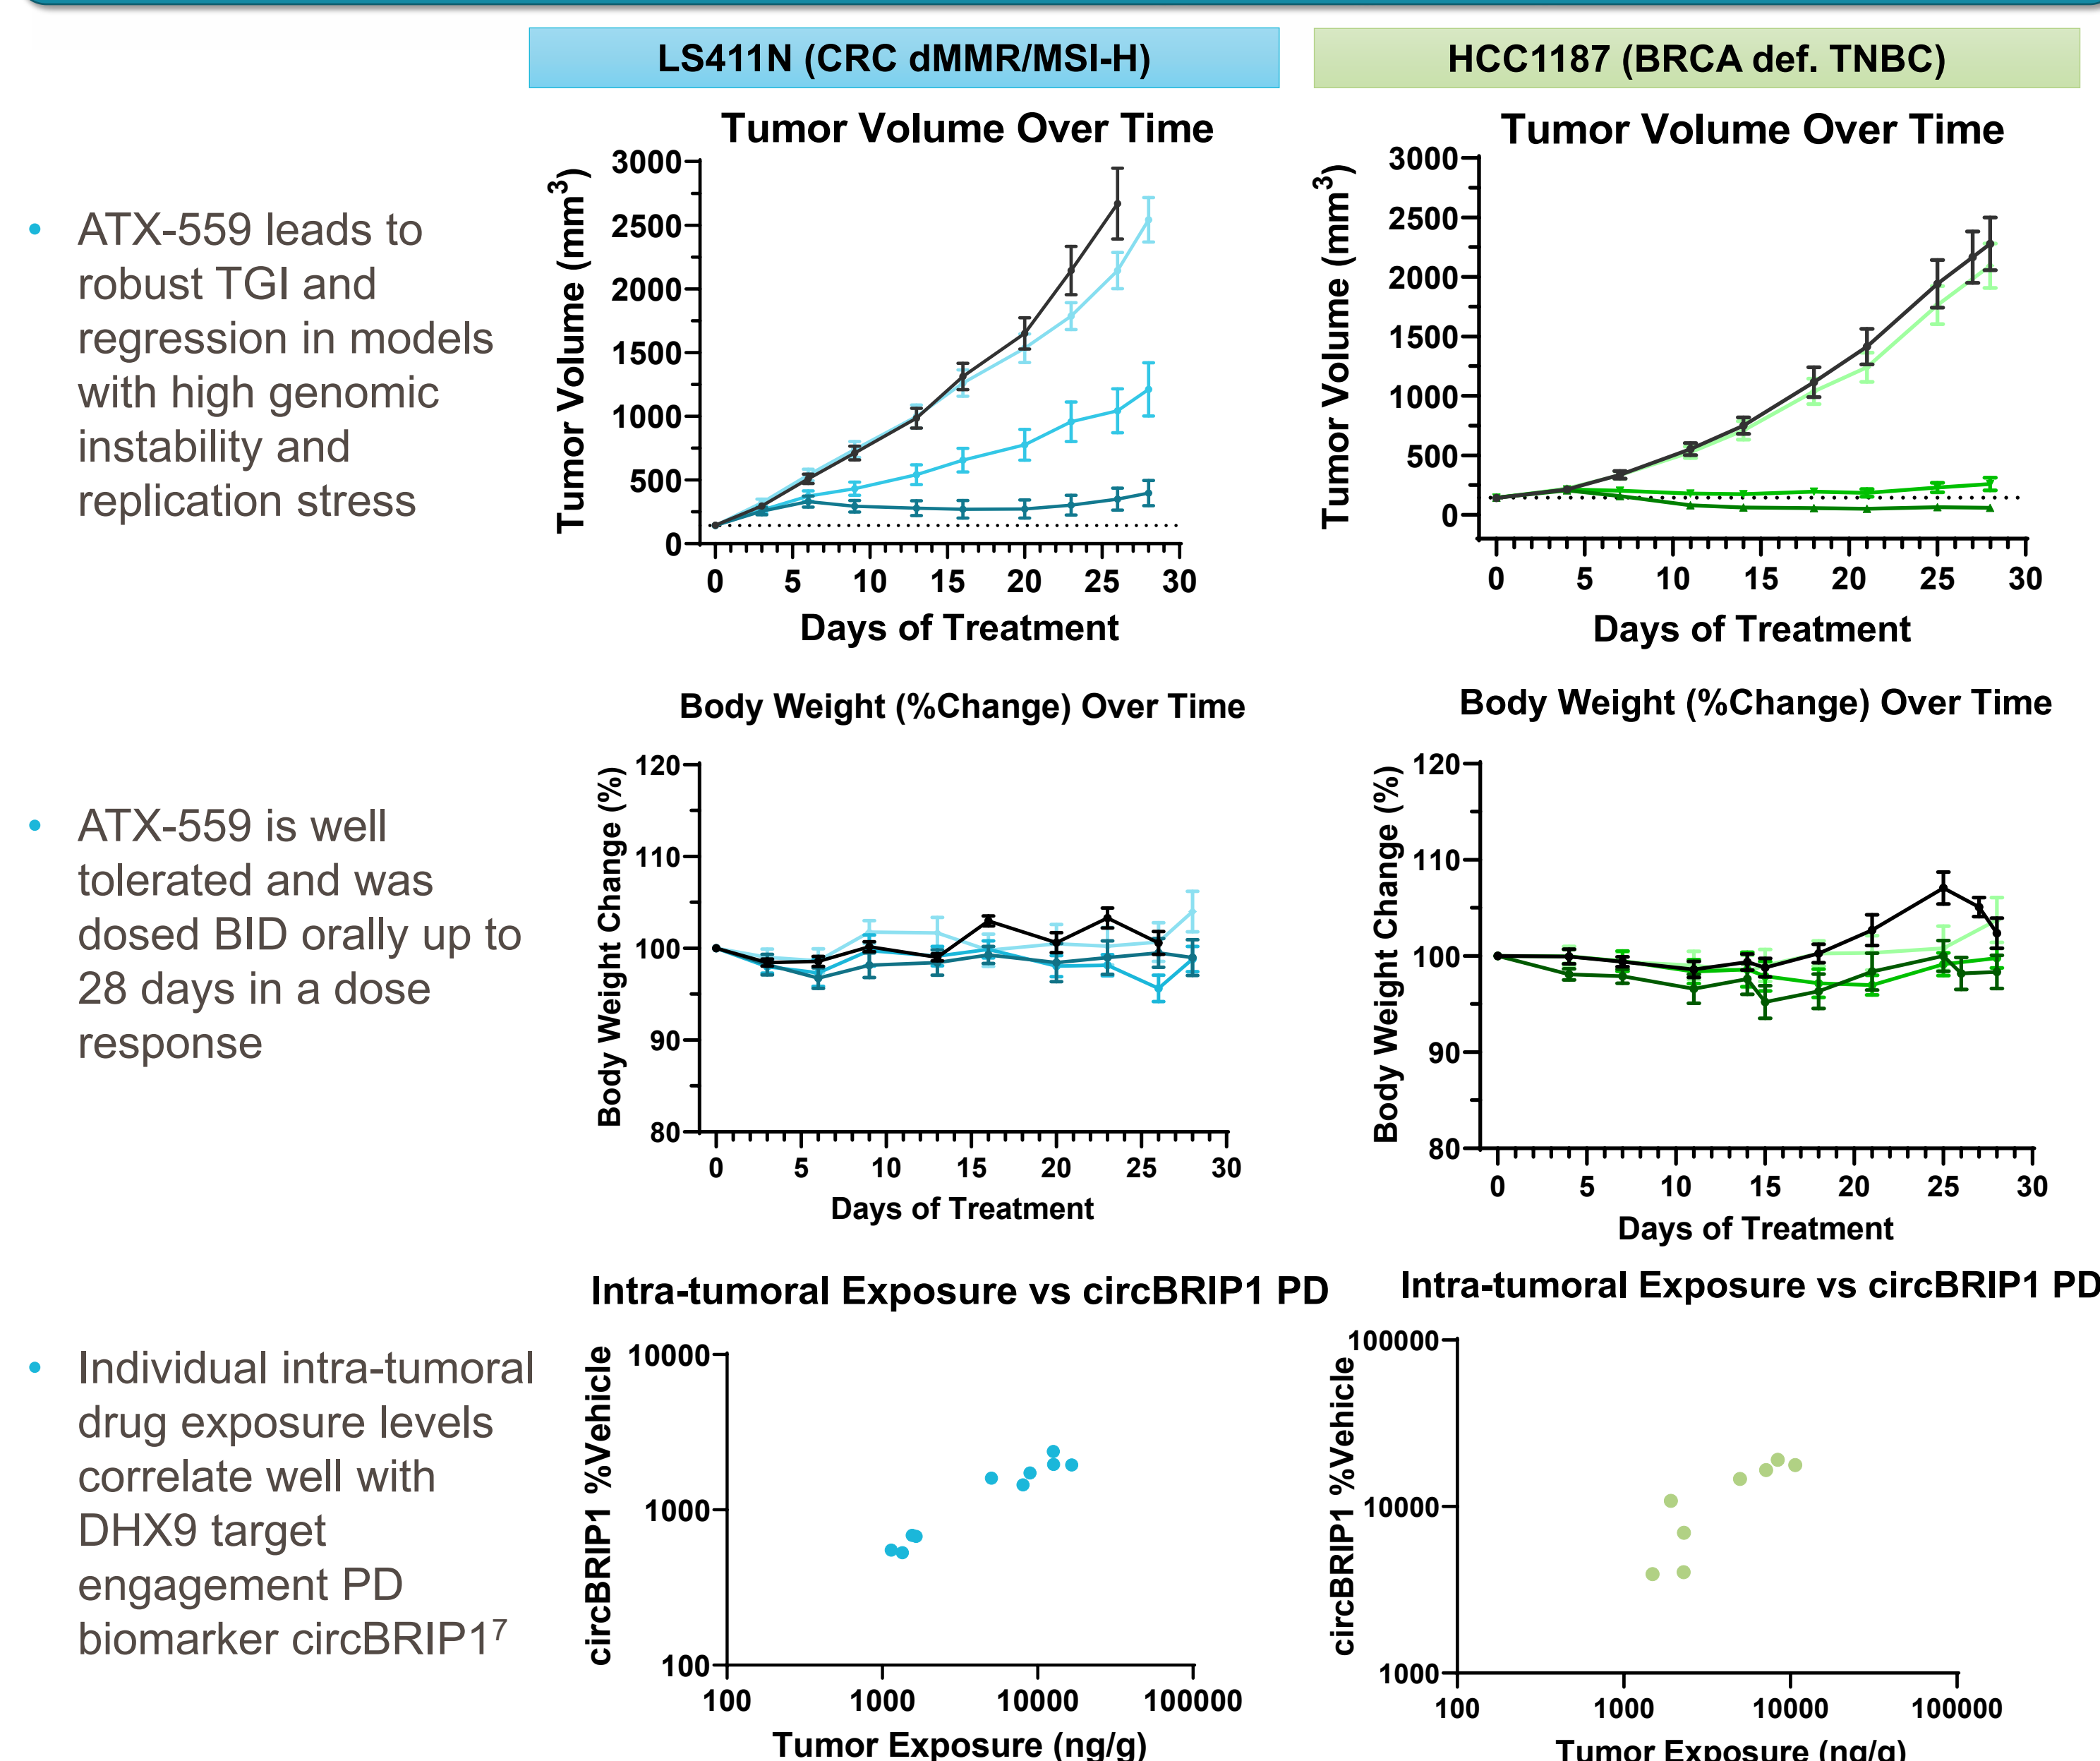 LS411N (CRC dMMR/MSI-H)
HCC1187 (BRCA def. TNBC)
• ATX-559 leads to
robust TGI and
regression in models
with high genomic
instability and
replication stress
Tumor Volume Over Time
Tumor Volume (mm³)
3000
2500
2000
1500
1000
500
0
0 5 10 15 20 25 30
Days of Treatment
Tumor Volume Over Time
Tumor Volume (mm³)
3000
2500
2000
1500
1000
500
0
0 5 10 15 20 25 30
Days of Treatment
• ATX-559 is well
tolerated and was
dosed BID orally up to
28 days in a dose
response
Body Weight (%Change) Over Time
Body Weight Change (%)
120
110
100
90
80
0 5 10 15 20 25 30
Days of Treatment
Body Weight (%Change) Over Time
Body Weight Change (%)
120
110
100
90
80
0 5 10 15 20 25 30
Days of Treatment
• Individual intra-tumoral
drug exposure levels
correlate well with
DHX9 target
engagement PD
biomarker circBRIP1⁷
Intra-tumoral Exposure vs circBRIP1 PD
circBRIP1 %Vehicle
10000
1000
100
100 1000 10000 100000
Tumor Exposure (ng/g)
Intra-tumoral Exposure vs circBRIP1 PD
circBRIP1 %Vehicle
100000
10000
1000
100 1000 10000 100000
Tumor Exposure (ng/g)